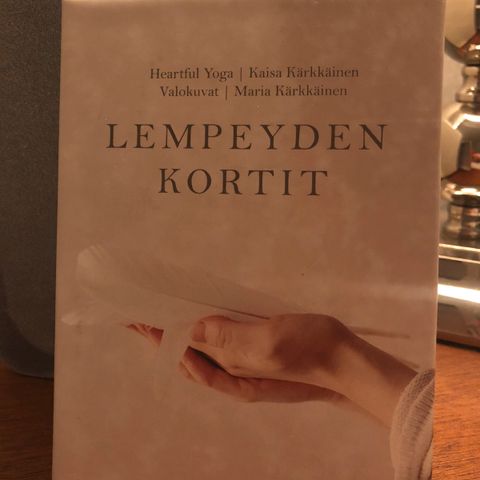 Heartful Yoga | Kaisa Kärkkäinen
Valokuvat | Maria Kärkkäinen
LEMPEYDEN
KORTIT